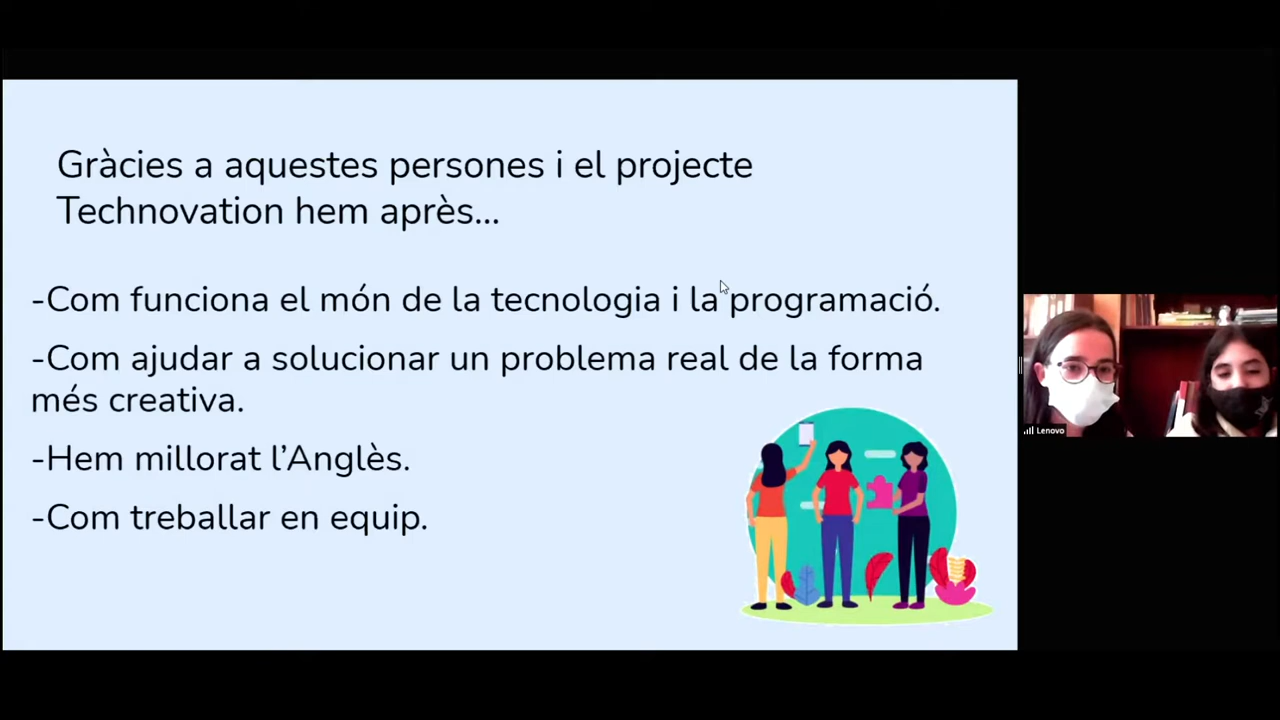 Gràcies a aquestes persones i el projecte
Technovation hem après...
-Com funciona el món de la tecnologia i la programació.
-Com ajudar a solucionar un problema real de la forma
més creativa.
-Hem millorat l’Anglès.
-Com treballar en equip.
Lenovo